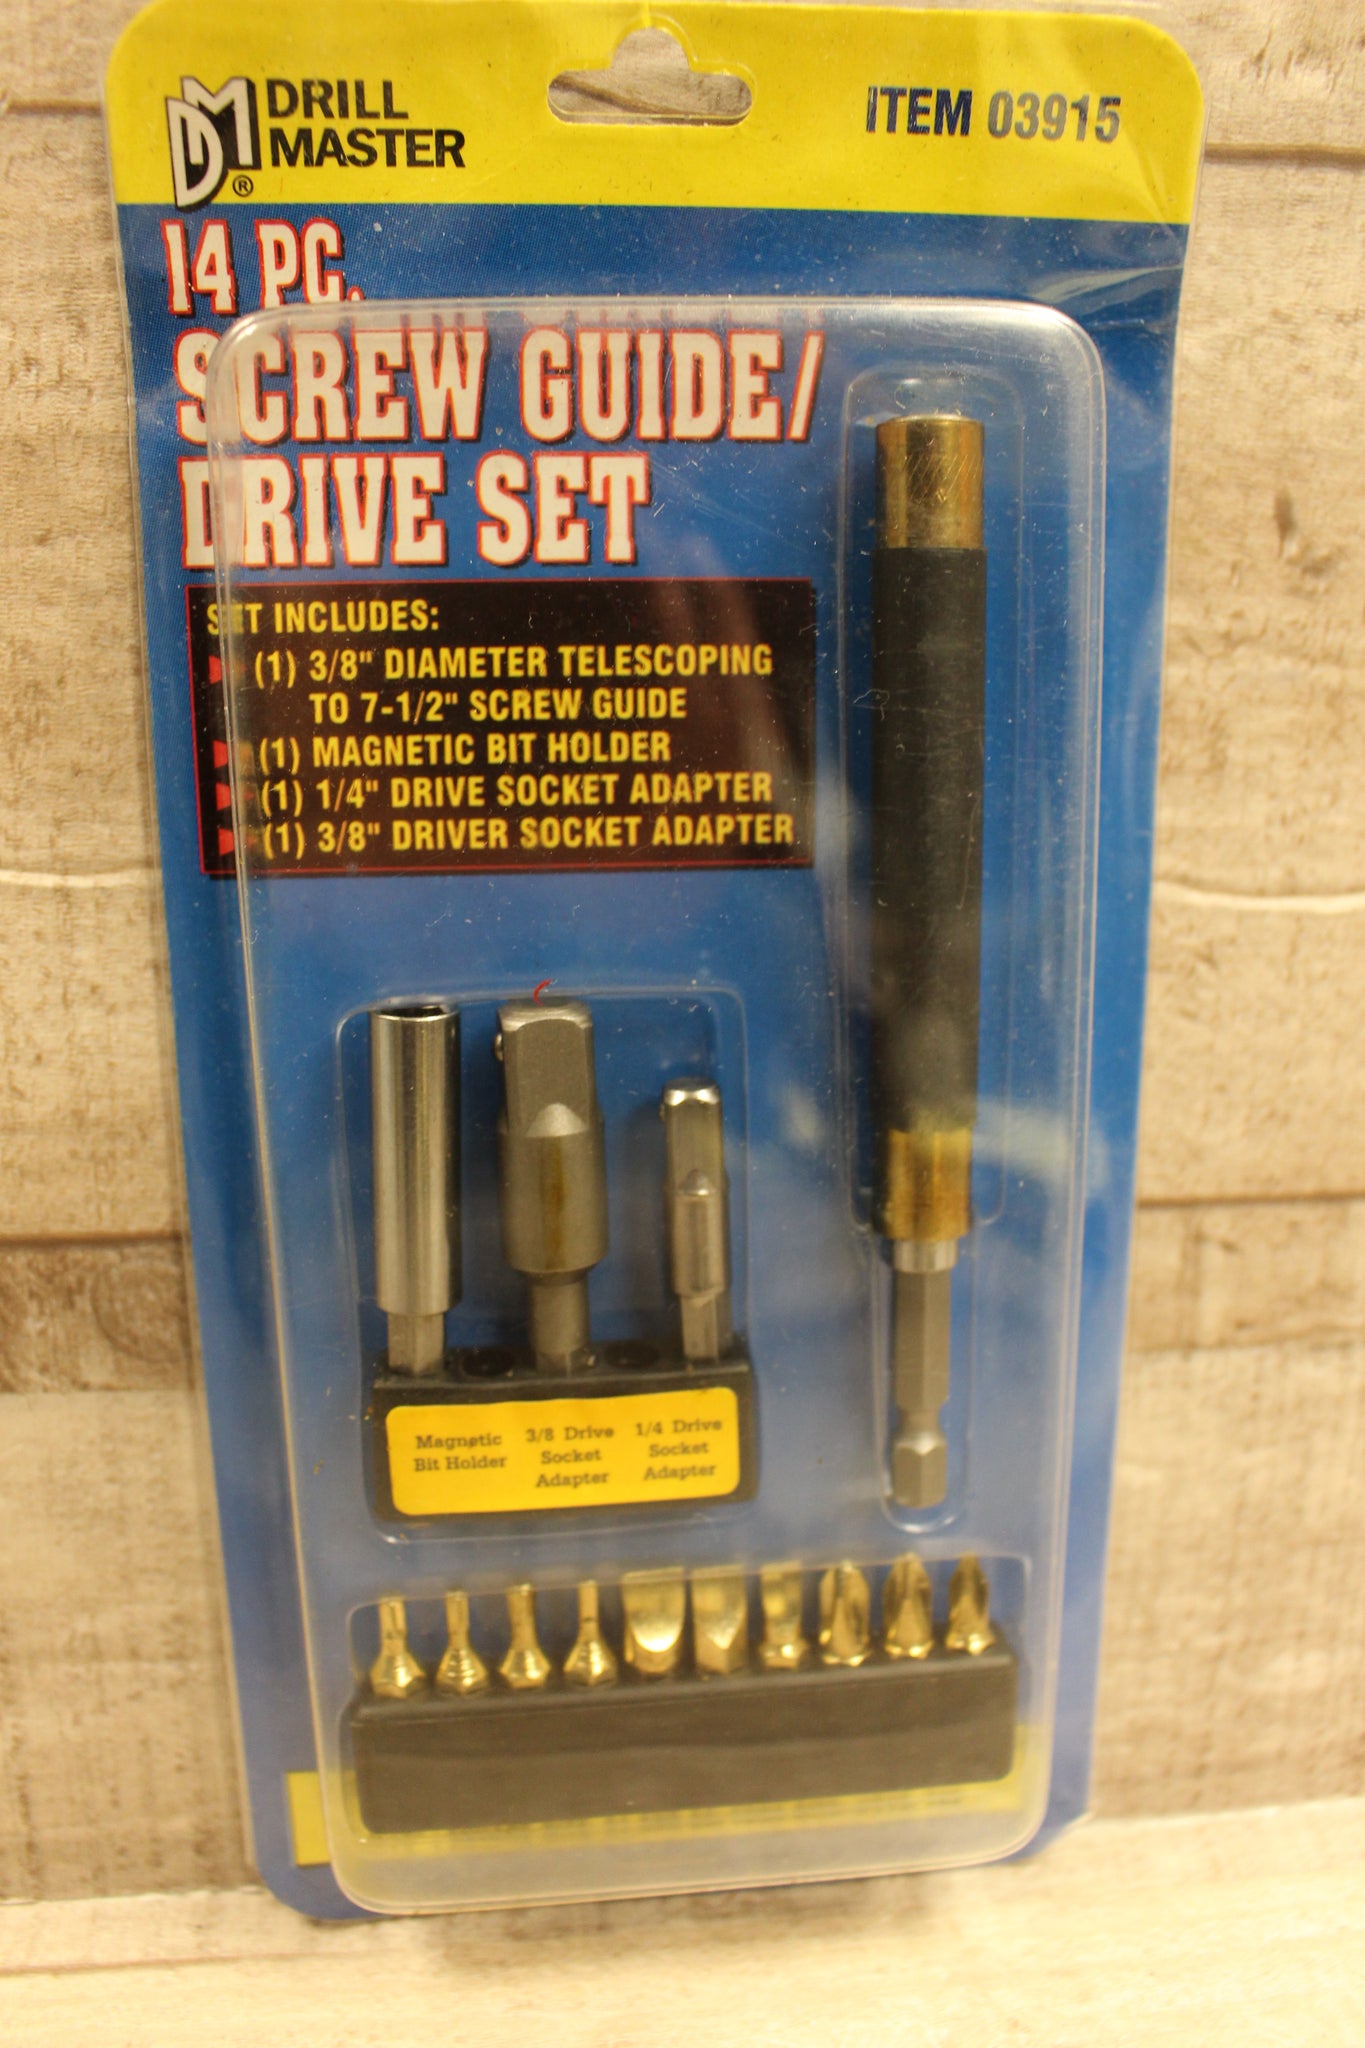 DM DRILL
MASTER
®
ITEM 03915
14 PC.
SCREW GUIDE/
DRIVE SET
SET INCLUDES:
(1) 3/8" DIAMETER TELESCOPING
TO 7-1/2" SCREW GUIDE
(1) MAGNETIC BIT HOLDER
(1) 1/4" DRIVE SOCKET ADAPTER
(1) 3/8" DRIVER SOCKET ADAPTER
Magnetic
Bit Holder
3/8 Drive
Socket
Adapter
1/4 Drive
Socket
Adapter